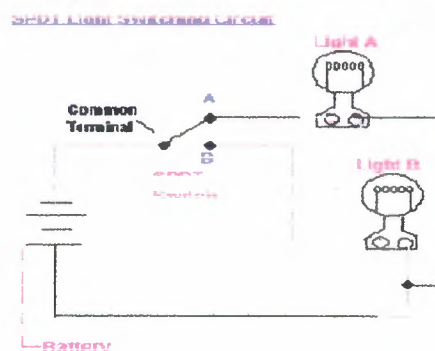 SPDT Light Switching Circuit
Light A
A
Common
Terminal
B
SPDT
Switch
Light B
Battery